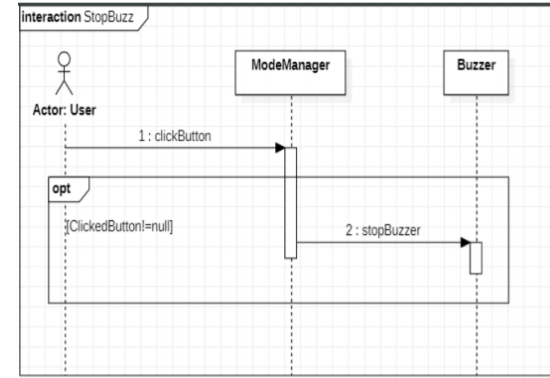 interaction StopBuzz
ModeManager
Buzzer
Actor: User
1 : clickButton
opt
[ClickedButton!=null]
2 : stopBuzzer